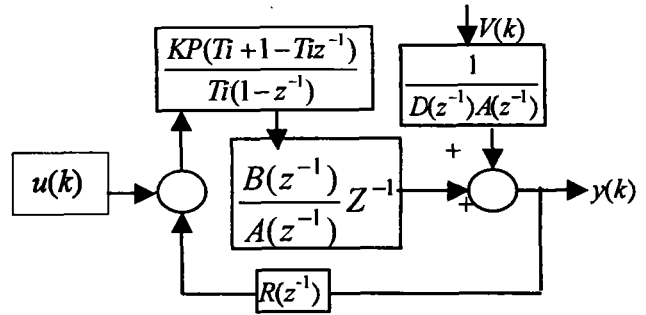 KP(Ti + 1 − Tiz⁻¹)
Ti(1 − z⁻¹)
V(k)
1
D(z⁻¹)A(z⁻¹)
+
u(k)
B(z⁻¹)
A(z⁻¹)
Z⁻¹
+
y(k)
R(z⁻¹)